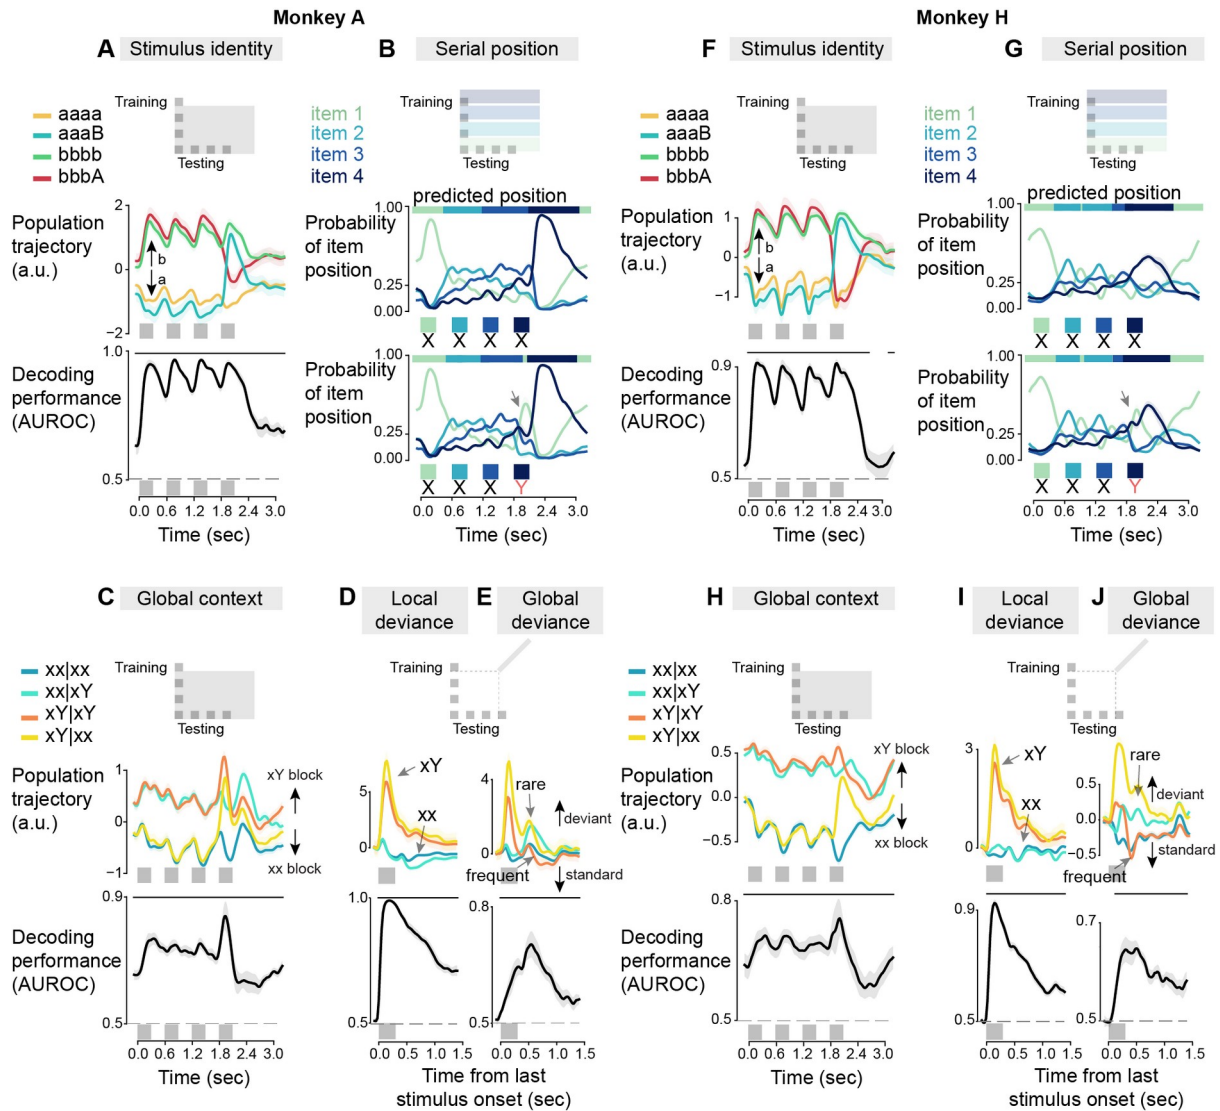 Monkey A
Monkey H
A
Stimulus identity
Training
Testing
aaaa
aaaB
bbbb
bbbA
Population
trajectory
(a.u.)
2
0
−2
b
a
Decoding
performance
(AUROC)
1.0
0.5
0.0 0.6 1.2 1.8 2.4 3.0
Time (sec)
B
Serial position
Training
Testing
item 1
item 2
item 3
item 4
predicted position
Probability
of item
position
1.00
0.25
0.00
X X X X
Probability
of item
position
1.00
0.25
0.00
X X X Y
0.0 0.6 1.2 1.8 2.4 3.0
Time (sec)
F
Stimulus identity
Training
Testing
aaaa
aaaB
bbbb
bbbA
Population
trajectory
(a.u.)
1
0
−1
b
a
Decoding
performance
(AUROC)
0.9
0.5
0.0 0.6 1.2 1.8 2.4 3.0
Time (sec)
G
Serial position
Training
Testing
item 1
item 2
item 3
item 4
predicted position
Probability
of item
position
1.00
0.25
0.00
X X X X
Probability
of item
position
1.00
0.25
0.00
X X X Y
0.0 0.6 1.2 1.8 2.4 3.0
Time (sec)
C
Global context
Training
Testing
xx|xx
xx|xY
xY|xY
xY|xx
Population
trajectory
(a.u.)
1
0
−1
xY block
xx block
Decoding
performance
(AUROC)
0.9
0.5
0.0 0.6 1.2 1.8 2.4 3.0
Time (sec)
D
Local
deviance
E
Global
deviance
Training
Testing
5
0
xY
xx
4
0
rare
deviant
frequent
standard
1.0
0.5
0.8
0.5
0.0 0.5 1.0 1.5
0.0 0.5 1.0 1.5
Time from last
stimulus onset (sec)
H
Global context
Training
Testing
xx|xx
xx|xY
xY|xY
xY|xx
Population
trajectory
(a.u.)
0.5
0.0
−0.5
xY block
xx block
Decoding
performance
(AUROC)
0.8
0.5
0.0 0.6 1.2 1.8 2.4 3.0
Time (sec)
I
Local
deviance
J
Global
deviance
Training
Testing
3
0
xY
xx
0.5
0.0
−0.5
rare
deviant
frequent
standard
0.9
0.5
0.7
0.5
0.0 0.5 1.0 1.5
0.0 0.5 1.0 1.5
Time from last
stimulus onset (sec)